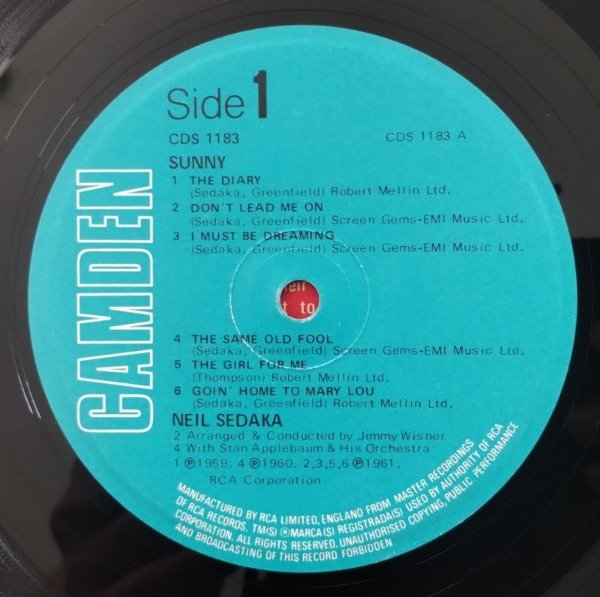 Side 1
CDS 1183 CDS 1183 A
SUNNY
1 THE DIARY
(Sedaka, Greenfield) Robert Mellin Ltd.
2 DON'T LEAD ME ON
(Sedaka, Greenfield) Screen Gems-EMI Music Ltd.
3 I MUST BE DREAMING
(Sedaka, Greenfield) Screen Gems-EMI Music Ltd.
4 THE SAME OLD FOOL
(Sedaka, Greenfield) Screen Gems-EMI Music Ltd.
5 THE GIRL FOR ME
(Thompson) Robert Mellin Ltd.
6 GOIN' HOME TO MARY LOU
(Sedaka, Greenfield) Robert Mellin Ltd.
NEIL SEDAKA
2 Arranged & Conducted by Jimmy Wisner
4 With Stan Applebaum & His Orchestra
1 ℗ 1959. 4 ℗ 1960. 2,3,5,6 ℗ 1961.
RCA Corporation
CAMDEN
MANUFACTURED BY RCA LIMITED, ENGLAND FROM MASTER RECORDINGS
OF RCA RECORDS. TM(S) ® MARCA(S) REGISTRADA(S) USED BY AUTHORITY OF RCA
CORPORATION. ALL RIGHTS RESERVED. UNAUTHORISED COPYING, PUBLIC PERFORMANCE
AND BROADCASTING OF THIS RECORD FORBIDDEN
to